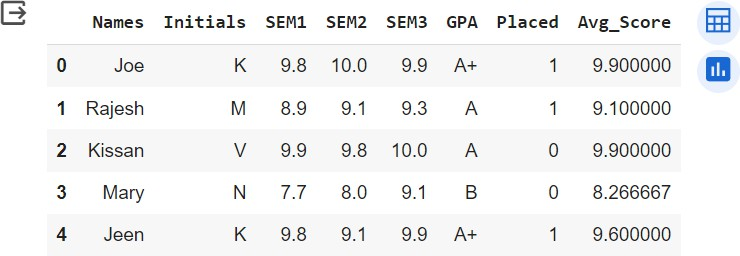 Names Initials SEM1 SEM2 SEM3 GPA Placed Avg_Score
0 Joe K 9.8 10.0 9.9 A+ 1 9.900000
1 Rajesh M 8.9 9.1 9.3 A 1 9.100000
2 Kissan V 9.9 9.8 10.0 A 0 9.900000
3 Mary N 7.7 8.0 9.1 B 0 8.266667
4 Jeen K 9.8 9.1 9.9 A+ 1 9.600000